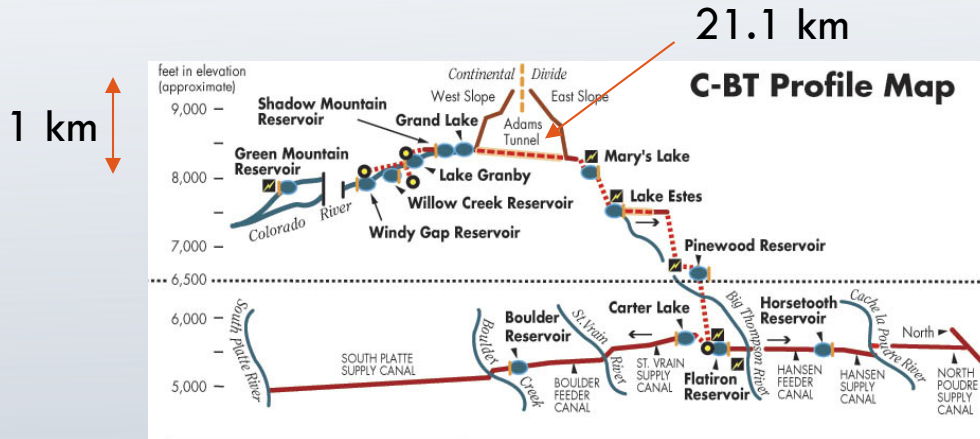 21.1 km
1 km
feet in elevation
(approximate)
C-BT Profile Map
Continental Divide
West Slope East Slope
9,000
Shadow Mountain
Reservoir
Grand Lake
Adams
Tunnel
Green Mountain
Reservoir
Mary's Lake
8,000
Lake Granby
Willow Creek Reservoir
Lake Estes
Colorado River
Windy Gap Reservoir
7,000
Pinewood Reservoir
6,500
South Platte River
6,000
Boulder Creek
Boulder
Reservoir
St. Vrain River
Carter Lake
Big Thompson River
Horsetooth
Reservoir
Cache la Poudre River
North
SOUTH PLATTE
SUPPLY CANAL
5,000
BOULDER
FEEDER
CANAL
ST. VRAIN
SUPPLY
CANAL
Flatiron
Reservoir
HANSEN
FEEDER
CANAL
HANSEN
SUPPLY
CANAL
NORTH
POUDRE
SUPPLY
CANAL